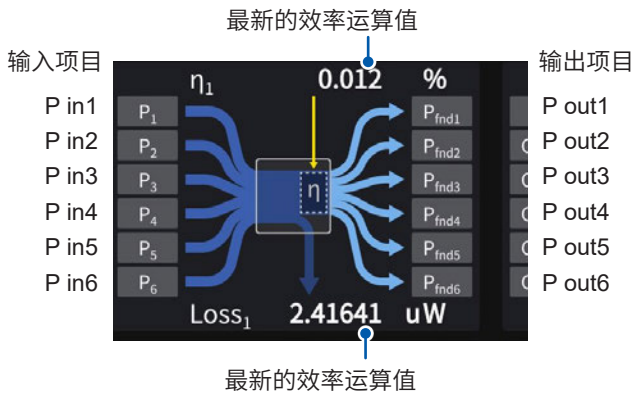 最新的效率运算值
输入项目
输出项目
η1 0.012 %
P in1 P1 Pfnd1 P out1
P in2 P2 Pfnd2 P out2
P in3 P3 Pfnd3 P out3
η
P in4 P4 Pfnd4 P out4
P in5 P5 Pfnd5 P out5
P in6 P6 Pfnd6 P out6
Loss1 2.41641 uW
最新的效率运算值